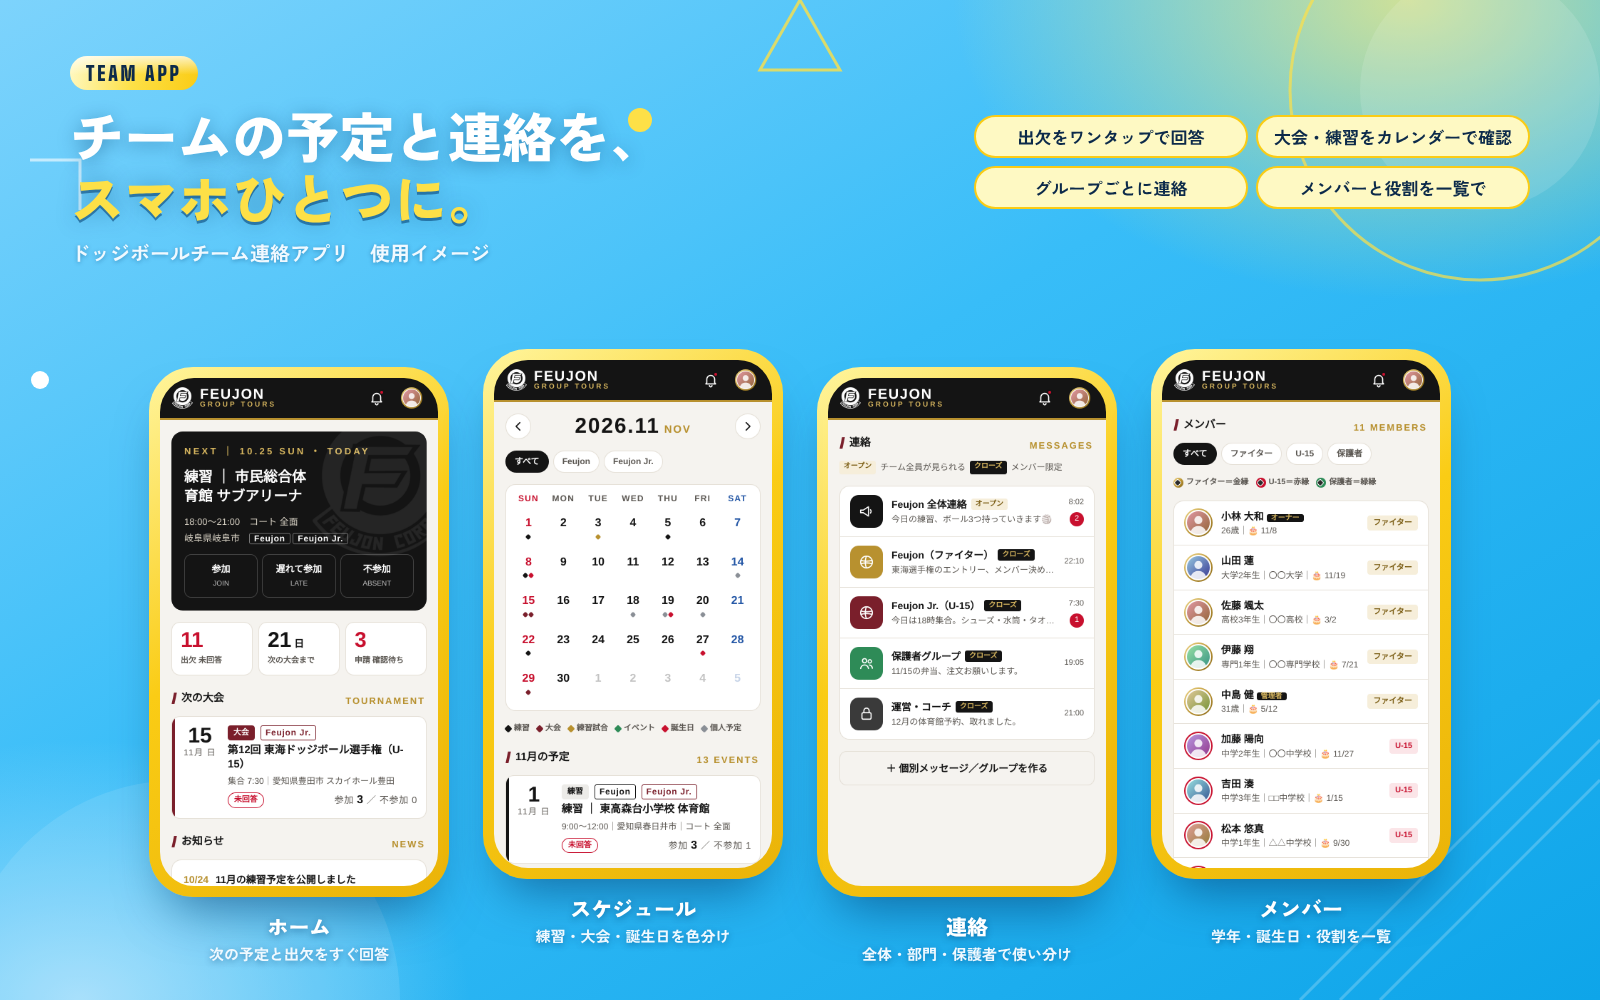 TEAM APP
チームの予定と連絡を、
スマホひとつに。
ドッジボールチーム連絡アプリ　使用イメージ
出欠をワンタップで回答
大会・練習をカレンダーで確認
グループごとに連絡
メンバーと役割を一覧で
FEUJON
GROUP TOURS
NEXT ｜ 10.25 SUN ・ TODAY
練習 ｜ 市民総合体
育館 サブアリーナ
18:00〜21:00　コート 全面
岐阜県岐阜市 Feujon Feujon Jr.
参加
JOIN
遅れて参加
LATE
不参加
ABSENT
11
出欠 未回答
21 日
次の大会まで
3
申請 確認待ち
次の大会
TOURNAMENT
15
11月 日
大会 Feujon Jr.
第12回 東海ドッジボール選手権（U-
15）
集合 7:30｜愛知県豊田市 スカイホール豊田
未回答
参加 3 ／ 不参加 0
お知らせ
NEWS
10/24 11月の練習予定を公開しました
ホーム
次の予定と出欠をすぐ回答
FEUJON
GROUP TOURS
2026.11 NOV
すべて Feujon Feujon Jr.
SUN MON TUE WED THU FRI SAT
1 2 3 4 5 6 7
8 9 10 11 12 13 14
15 16 17 18 19 20 21
22 23 24 25 26 27 28
29 30 1 2 3 4 5
練習 大会 練習試合 イベント 誕生日 個人予定
11月の予定
13 EVENTS
1
11月 日
練習 Feujon Feujon Jr.
練習 ｜ 東高森台小学校 体育館
9:00〜12:00｜愛知県春日井市｜コート 全面
未回答
参加 3 ／ 不参加 1
スケジュール
練習・大会・誕生日を色分け
FEUJON
GROUP TOURS
連絡
MESSAGES
オープン チーム全員が見られる クローズ メンバー限定
Feujon 全体連絡 オープン
8:02
今日の練習、ボール3つ持っていきます
2
Feujon（ファイター） クローズ
東海選手権のエントリー、メンバー決め…
22:10
Feujon Jr.（U-15） クローズ
7:30
今日は18時集合。シューズ・水筒・タオ…
1
保護者グループ クローズ
11/15の弁当、注文お願いします。
19:05
運営・コーチ クローズ
12月の体育館予約、取れました。
21:00
＋ 個別メッセージ／グループを作る
連絡
全体・部門・保護者で使い分け
FEUJON
GROUP TOURS
メンバー
11 MEMBERS
すべて ファイター U-15 保護者
ファイター＝金縁 U-15＝赤縁 保護者＝緑縁
小林 大和 オーナー
26歳｜🎂 11/8
ファイター
山田 蓮
大学2年生｜〇〇大学｜🎂 11/19
ファイター
佐藤 颯太
高校3年生｜〇〇高校｜🎂 3/2
ファイター
伊藤 翔
専門1年生｜〇〇専門学校｜🎂 7/21
ファイター
中島 健 管理者
31歳｜🎂 5/12
ファイター
加藤 陽向
中学2年生｜〇〇中学校｜🎂 11/27
U-15
吉田 湊
中学3年生｜□□中学校｜🎂 1/15
U-15
松本 悠真
中学1年生｜△△中学校｜🎂 9/30
U-15
メンバー
学年・誕生日・役割を一覧